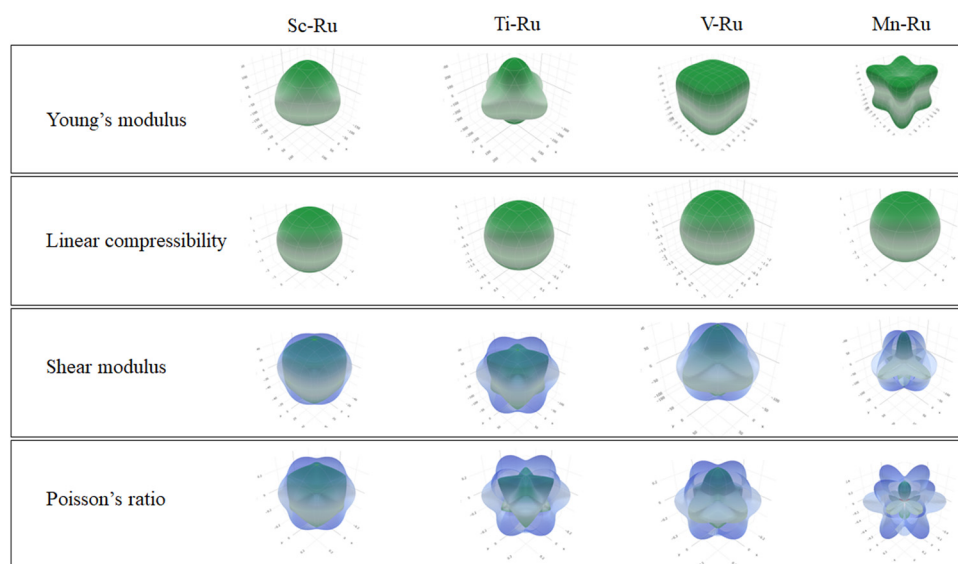 Sc-Ru Ti-Ru V-Ru Mn-Ru
Young’s modulus
Linear compressibility
Shear modulus
Poisson’s ratio